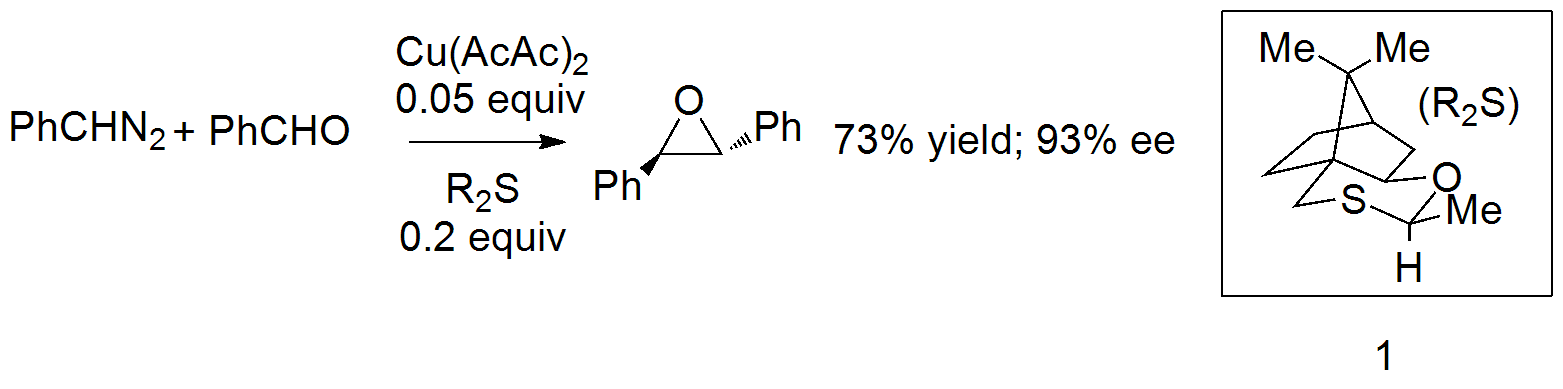 PhCHN2 + PhCHO
Cu(AcAc)2
0.05 equiv
R2S
0.2 equiv
O
Ph
Ph
73% yield; 93% ee
Me
Me
(R2S)
O
S
Me
H
1